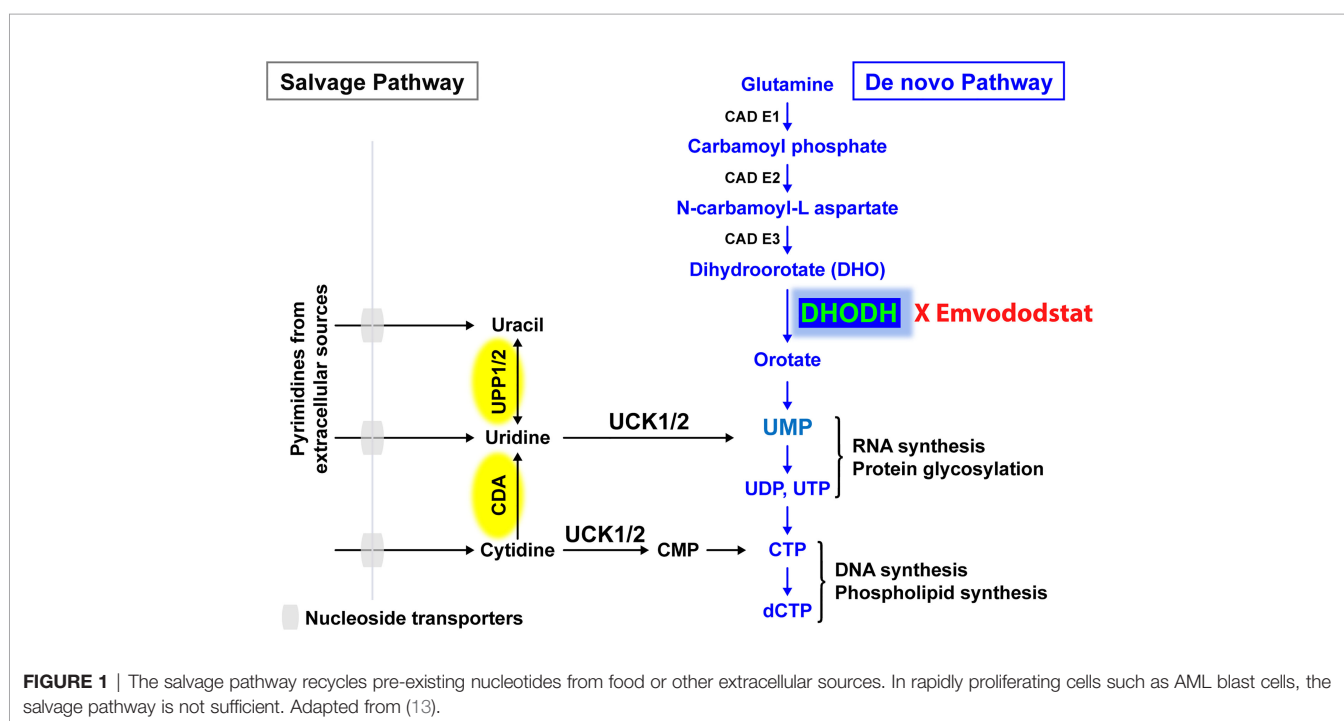 Salvage Pathway
De novo Pathway
Glutamine
CAD E1
Carbamoyl phosphate
CAD E2
N-carbamoyl-L aspartate
CAD E3
Dihydroorotate (DHO)
DHODH
X Emvododstat
Orotate
UMP
UDP, UTP
RNA synthesis
Protein glycosylation
CTP
dCTP
DNA synthesis
Phospholipid synthesis
Pyrimidines from
extracellular sources
Uracil
UPP1/2
Uridine
UCK1/2
CDA
Cytidine
UCK1/2
CMP
Nucleoside transporters
FIGURE 1 | The salvage pathway recycles pre-existing nucleotides from food or other extracellular sources. In rapidly proliferating cells such as AML blast cells, the
salvage pathway is not sufficient. Adapted from (13).